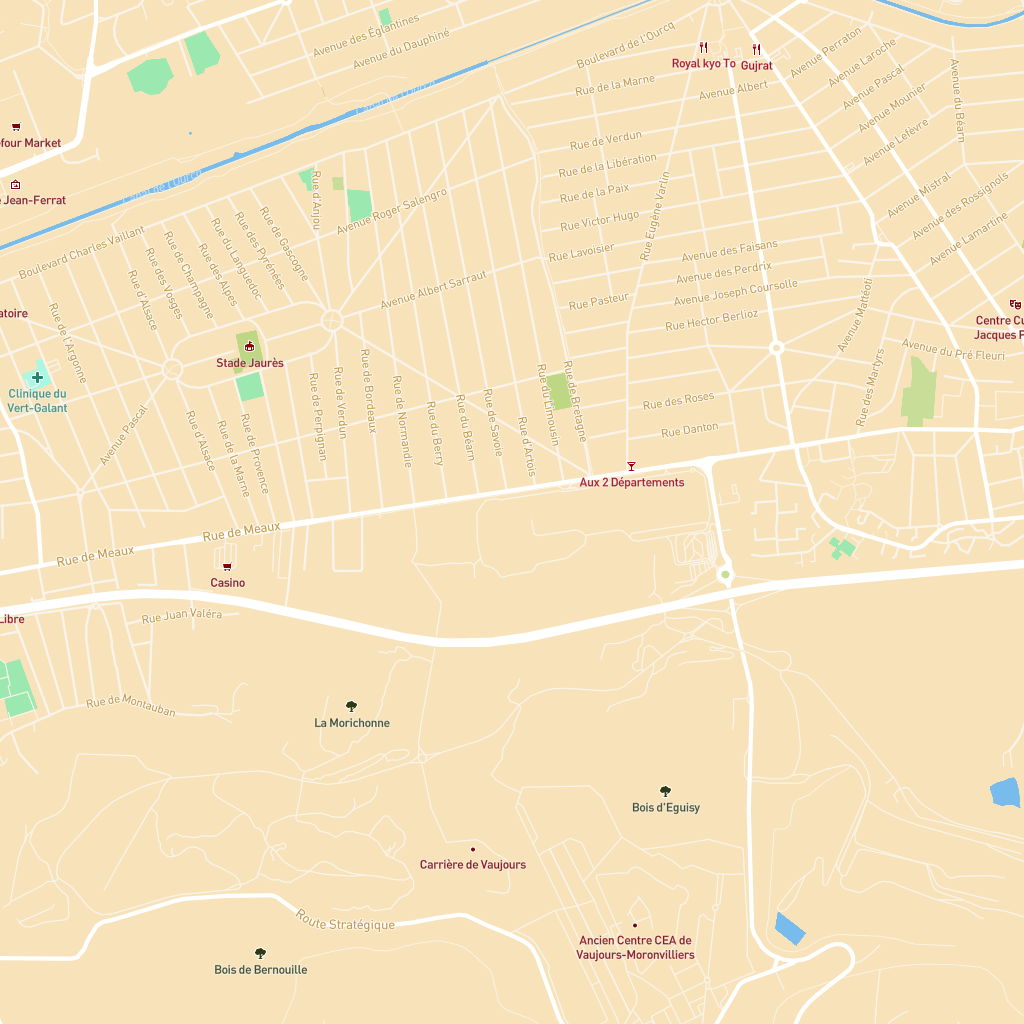 Avenue des Églantines
Avenue du Dauphiné
Boulevard de l'Ourcq
Avenue Perraton
Avenue Laroche
Royal kyo To
Gujrat
Avenue Pascal
Rue de la Marne
Avenue Albert
Avenue Mounier
Avenue du Béarn
Canal de l'Ourcq
efour Market
Rue de Verdun
Avenue Lefèvre
Rue de la Libération
Jean-Ferrat
Canal de l'Ourcq
Rue d'Anjou
Rue de la Paix
Avenue Mistral
Avenue des Rossignols
Avenue Roger Salengro
Rue Victor Hugo
Rue Eugène Varlin
Avenue Lamartine
Boulevard Charles Vaillant
Rue de Gascogne
Rue des Pyrénées
Rue du Languedoc
Rue des Alpes
Rue de Champagne
Rue des Vosges
Rue d'Alsace
Rue Lavoisier
Avenue des Faisans
Avenue des Perdrix
Avenue Albert Sarraut
Avenue Joseph Coursolle
Rue Pasteur
Avenue Mattéoti
atoire
Rue de l'Argonne
Rue Hector Berlioz
Centre Cu
Jacques P
Avenue du Pré Fleuri
Stade Jaurès
Clinique du
Vert-Galant
Rue de Perpignan
Rue de Verdun
Rue de Bordeaux
Rue de Normandie
Rue du Berry
Rue du Béarn
Rue de Savoie
Rue d'Artois
Rue du Limousin
Rue de Bretagne
Rue des Roses
Rue des Martyrs
Rue Danton
Avenue Pascal
Rue d'Alsace
Rue de la Marne
Rue de Provence
Aux 2 Départements
Rue de Meaux
Rue de Meaux
Casino
Libre
Rue Juan Valéra
Rue de Montauban
La Morichonne
Bois d'Eguisy
Carrière de Vaujours
Route Stratégique
Ancien Centre CEA de
Vaujours-Moronvilliers
Bois de Bernouille